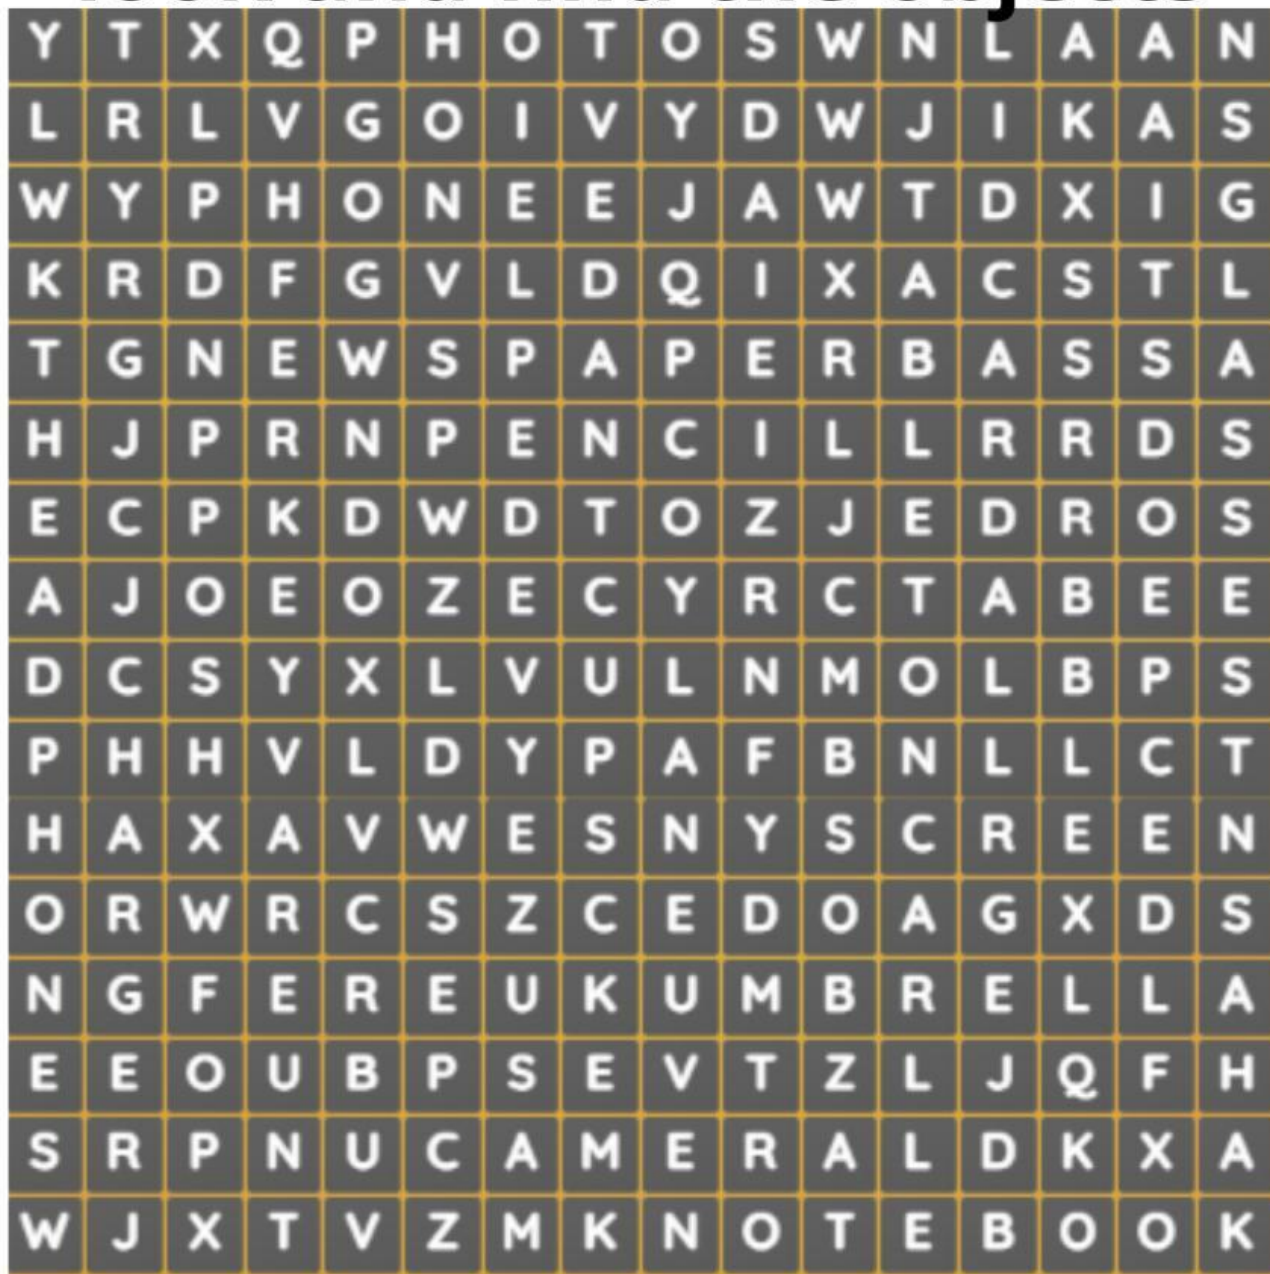 Y T X Q P H O T O S W N L A A N
L R L V G O I V Y D W J I K A S
W Y P H O N E E J A W T D X I G
K R D F G V L D Q I X A C S T L
T G N E W S P A P E R B A S S A
H J P R N P E N C I L L R R D S
E C P K D W D T O Z J E D R O S
A J O E O Z E C Y R C T A B E E
D C S Y X L V U L N M O L B P S
P H H V L D Y P A F B N L L C T
H A X A V W E S N Y S C R E E N
O R W R C S Z C E D O A G X D S
N G F E R E U K U M B R E L L A
E E O U B P S E V T Z L J Q F H
S R P N U C A M E R A L D K X A
W J X T V Z M K N O T E B O O K